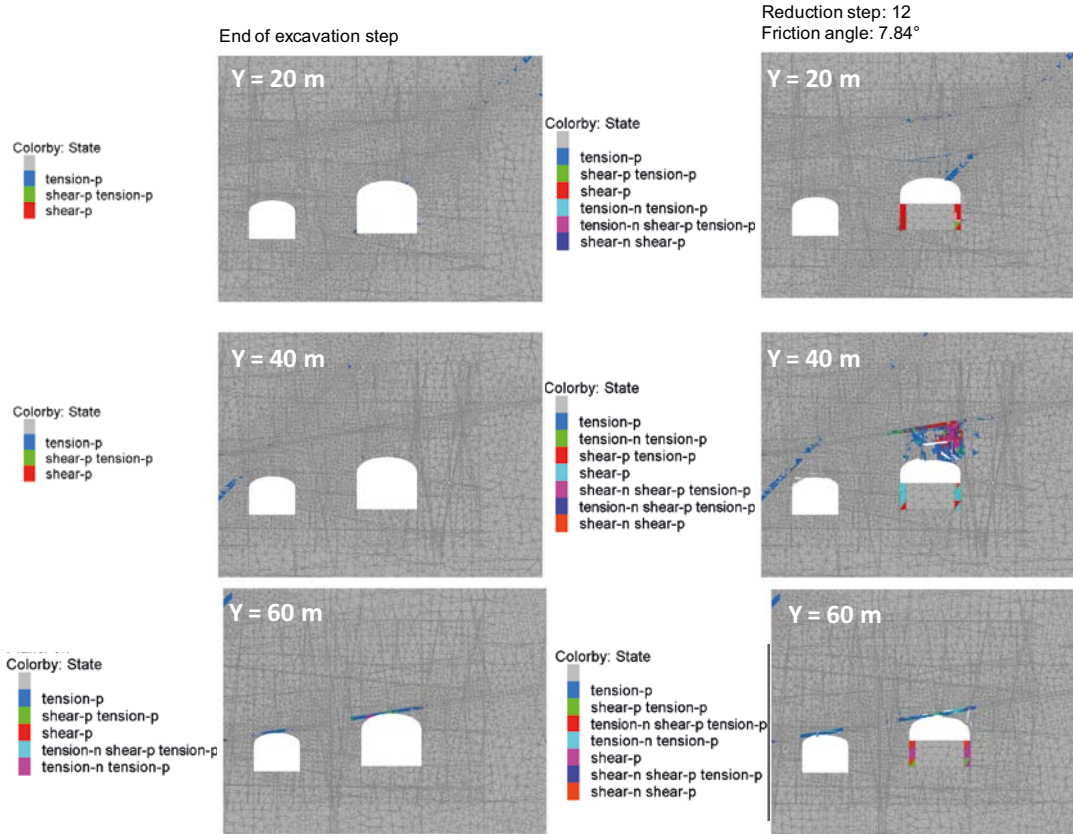 Reduction step: 12
End of excavation step
Friction angle: 7.84°
Y = 20 m
Y = 20 m
Colorby: State
tension-p
shear-p tension-p
shear-p
Colorby: State
tension-p
shear-p tension-p
shear-p
tension-n tension-p
tension-n shear-p tension-p
shear-n shear-p
Y = 40 m
Y = 40 m
Colorby: State
tension-p
shear-p tension-p
shear-p
Colorby: State
tension-p
tension-n tension-p
shear-p tension-p
shear-p
shear-n shear-p tension-p
tension-n shear-p tension-p
shear-n shear-p
Y = 60 m
Y = 60 m
Colorby: State
tension-p
shear-p tension-p
shear-p
tension-n shear-p tension-p
tension-n tension-p
Colorby: State
tension-p
shear-p tension-p
tension-n shear-p tension-p
tension-n tension-p
shear-p
shear-n shear-p tension-p
shear-n shear-p